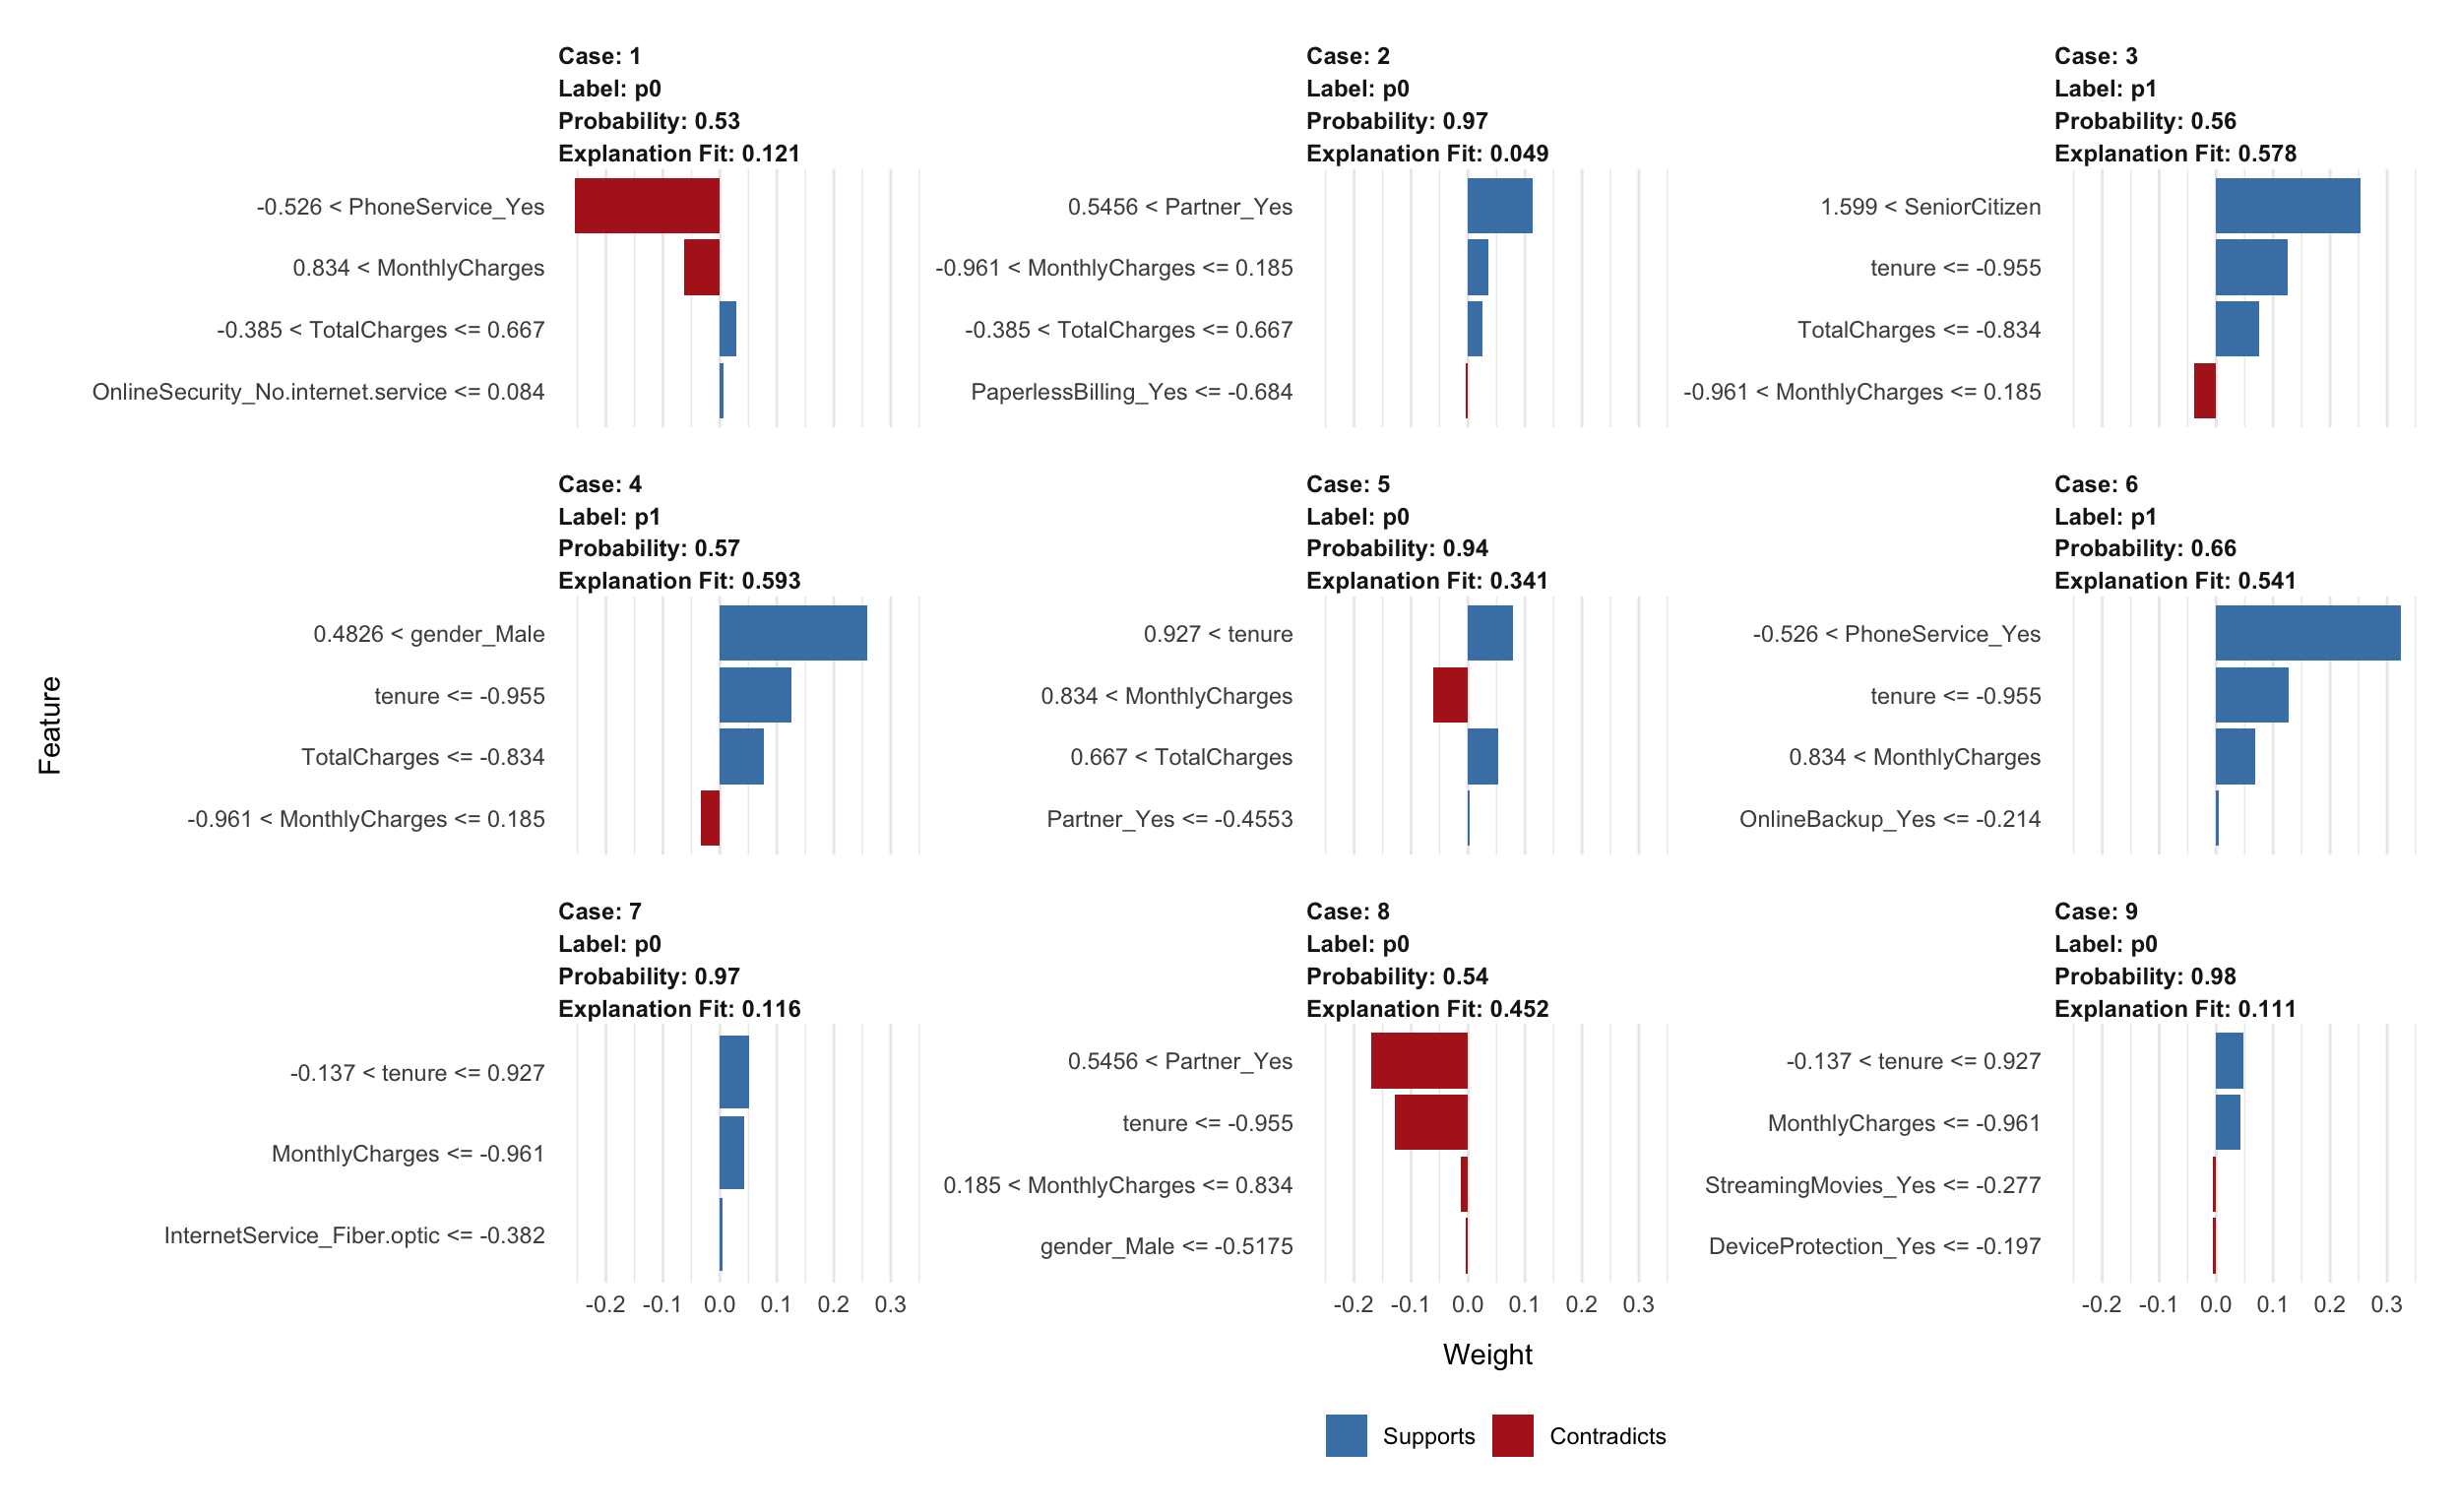 Case: 1
Label: p0
Probability: 0.53
Explanation Fit: 0.121
-0.526 < PhoneService_Yes
0.834 < MonthlyCharges
-0.385 < TotalCharges <= 0.667
OnlineSecurity_No.internet.service <= 0.084
Case: 2
Label: p0
Probability: 0.97
Explanation Fit: 0.049
0.5456 < Partner_Yes
-0.961 < MonthlyCharges <= 0.185
-0.385 < TotalCharges <= 0.667
PaperlessBilling_Yes <= -0.684
Case: 3
Label: p1
Probability: 0.56
Explanation Fit: 0.578
1.599 < SeniorCitizen
tenure <= -0.955
TotalCharges <= -0.834
-0.961 < MonthlyCharges <= 0.185
Case: 4
Label: p1
Probability: 0.57
Explanation Fit: 0.593
0.4826 < gender_Male
tenure <= -0.955
TotalCharges <= -0.834
-0.961 < MonthlyCharges <= 0.185
Case: 5
Label: p0
Probability: 0.94
Explanation Fit: 0.341
0.927 < tenure
0.834 < MonthlyCharges
0.667 < TotalCharges
Partner_Yes <= -0.4553
Case: 6
Label: p1
Probability: 0.66
Explanation Fit: 0.541
-0.526 < PhoneService_Yes
tenure <= -0.955
0.834 < MonthlyCharges
OnlineBackup_Yes <= -0.214
Feature
Case: 7
Label: p0
Probability: 0.97
Explanation Fit: 0.116
-0.137 < tenure <= 0.927
MonthlyCharges <= -0.961
InternetService_Fiber.optic <= -0.382
-0.2 -0.1 0.0 0.1 0.2 0.3
Case: 8
Label: p0
Probability: 0.54
Explanation Fit: 0.452
0.5456 < Partner_Yes
tenure <= -0.955
0.185 < MonthlyCharges <= 0.834
gender_Male <= -0.5175
-0.2 -0.1 0.0 0.1 0.2 0.3
Case: 9
Label: p0
Probability: 0.98
Explanation Fit: 0.111
-0.137 < tenure <= 0.927
MonthlyCharges <= -0.961
StreamingMovies_Yes <= -0.277
DeviceProtection_Yes <= -0.197
-0.2 -0.1 0.0 0.1 0.2 0.3
Weight
Supports Contradicts